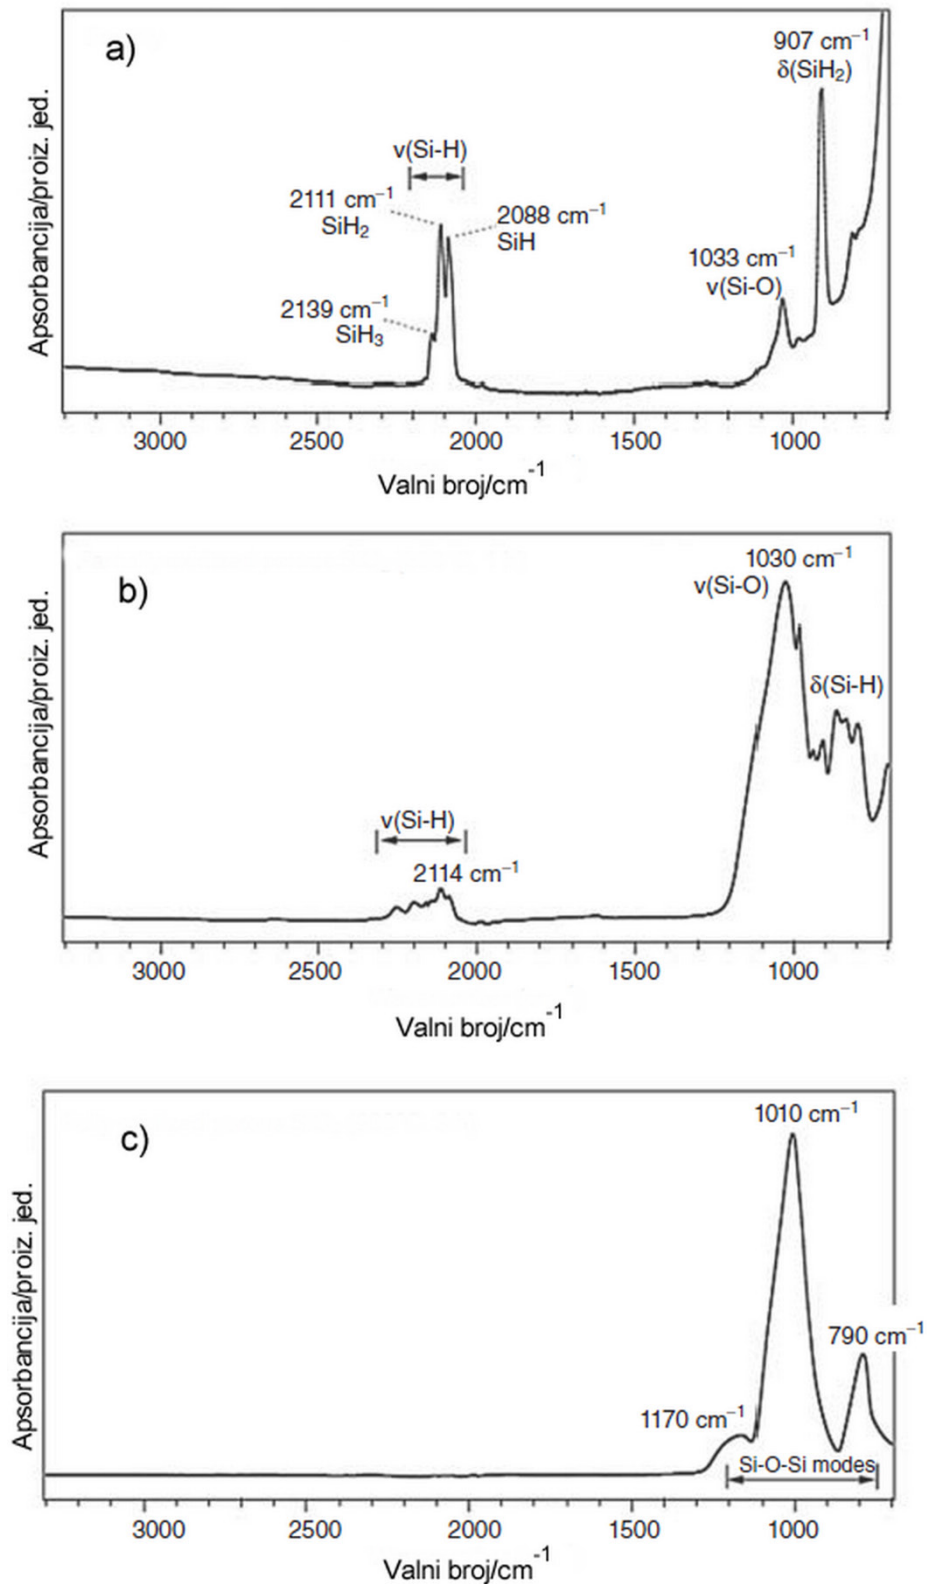 a)
907 cm⁻¹
δ(SiH₂)
ν(Si-H)
2111 cm⁻¹
SiH₂
2088 cm⁻¹
SiH
1033 cm⁻¹
ν(Si-O)
2139 cm⁻¹
SiH₃
Apsorbancija/proiz. jed.
3000 2500 2000 1500 1000
Valni broj/cm⁻¹
b)
1030 cm⁻¹
ν(Si-O)
δ(Si-H)
ν(Si-H)
2114 cm⁻¹
Apsorbancija/proiz. jed.
3000 2500 2000 1500 1000
Valni broj/cm⁻¹
c)
1010 cm⁻¹
790 cm⁻¹
1170 cm⁻¹
Si-O-Si modes
Apsorbancija/proiz. jed.
3000 2500 2000 1500 1000
Valni broj/cm⁻¹